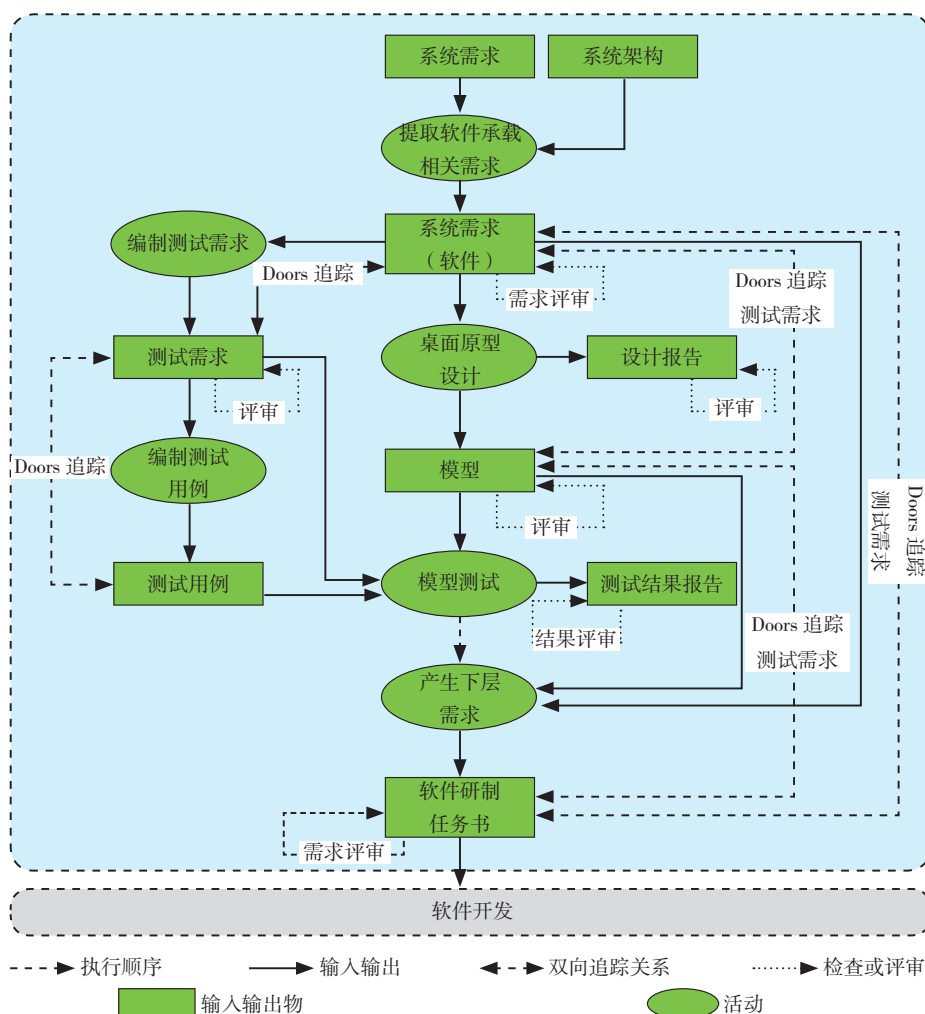 系统需求
系统架构
提取软件承载
相关需求
编制测试需求
系统需求
（软件）
Doors 追踪
需求评审
Doors 追踪
测试需求
测试需求
桌面原型
设计
设计报告
评审
评审
Doors 追踪
编制测试
用例
模型
评审
Doors 追踪
测试需求
测试用例
模型测试
测试结果报告
结果评审
Doors 追踪
测试需求
产生下层
需求
软件研制
任务书
需求评审
软件开发
执行顺序
输入输出
双向追踪关系
检查或评审
输入输出物
活动